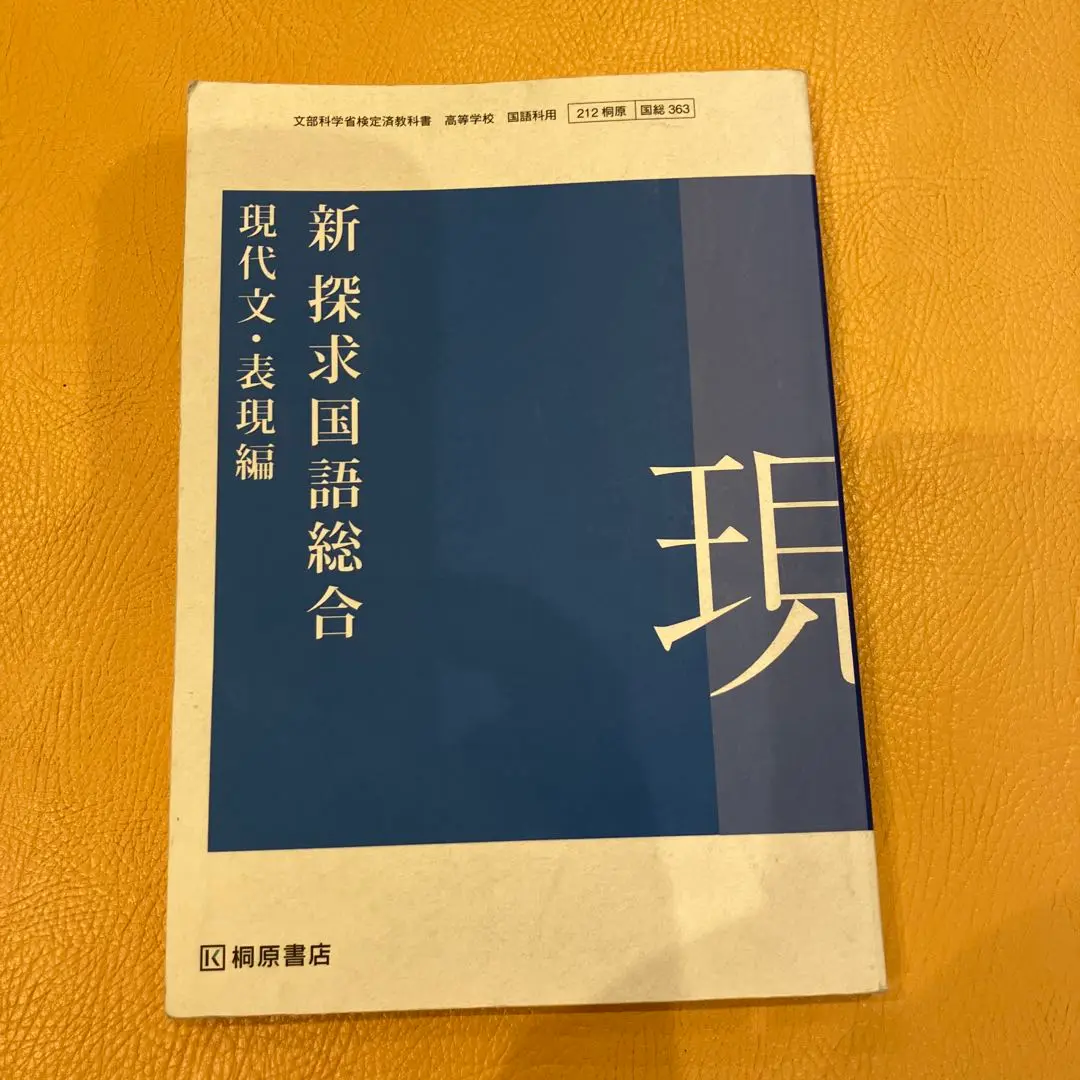 文部科学省検定済教科書 高等学校 国語科用 212 桐原 国総 363
新 探求国語総合
現代文・表現編
現
桐原書店